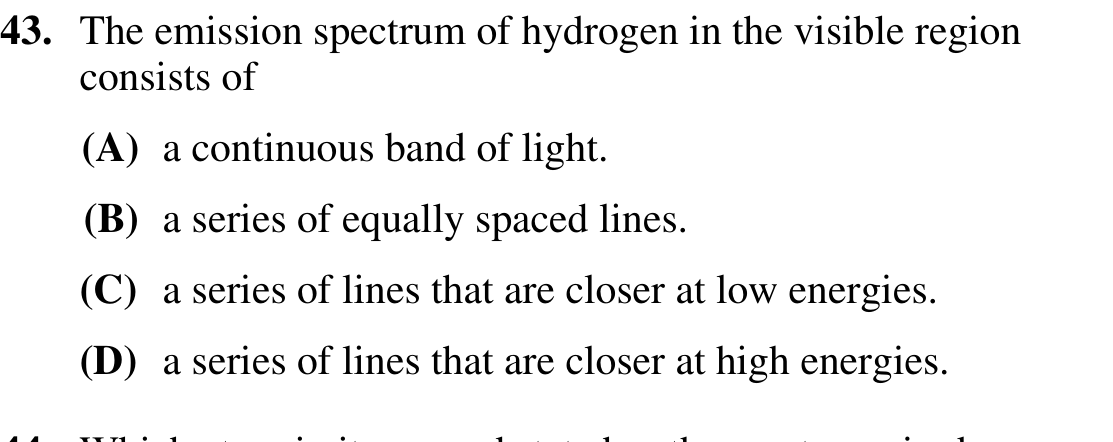 43. The emission spectrum of hydrogen in the visible region
consists of
(A) a continuous band of light.
(B) a series of equally spaced lines.
(C) a series of lines that are closer at low energies.
(D) a series of lines that are closer at high energies.